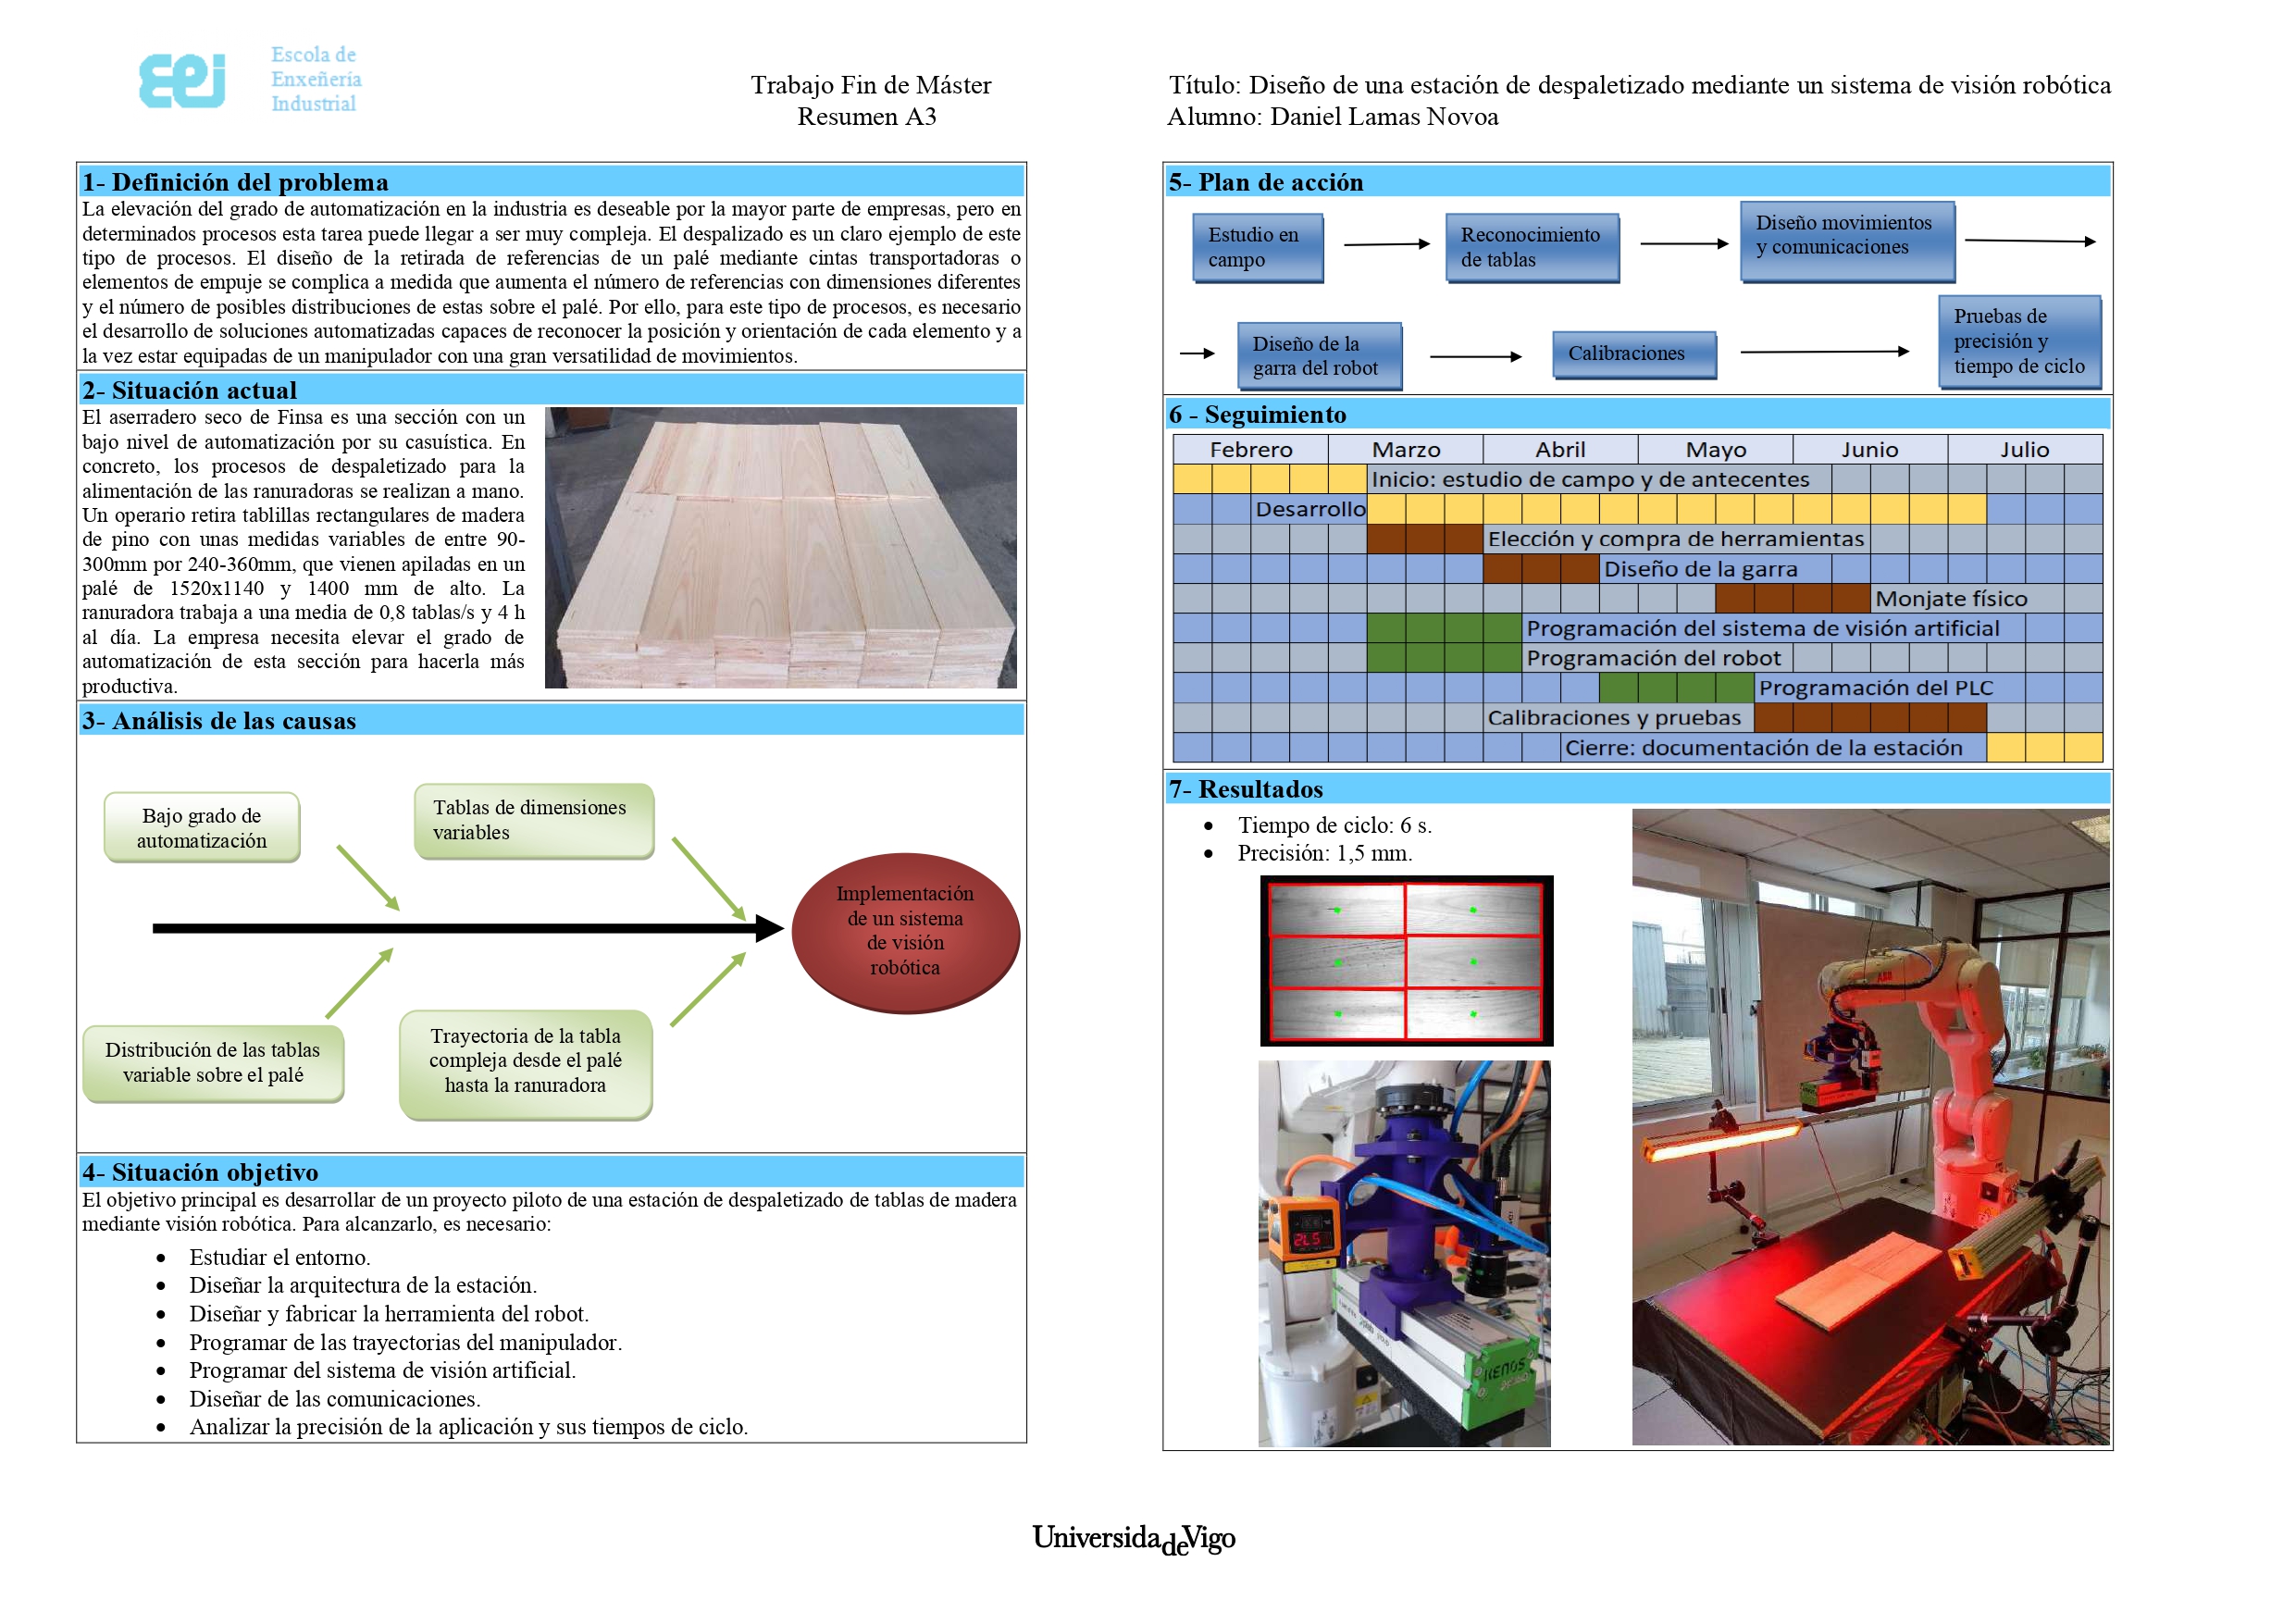 Escola de
Enxeñería
Industrial
Trabajo Fin de Máster
Resumen A3
Título: Diseño de una estación de despaletizado mediante un sistema de visión robótica
Alumno: Daniel Lamas Novoa
1- Definición del problema
La elevación del grado de automatización en la industria es deseable por la mayor parte de empresas, pero en
determinados procesos esta tarea puede llegar a ser muy compleja. El despalizado es un claro ejemplo de este
tipo de procesos. El diseño de la retirada de referencias de un palé mediante cintas transportadoras o
elementos de empuje se complica a medida que aumenta el número de referencias con dimensiones diferentes
y el número de posibles distribuciones de estas sobre el palé. Por ello, para este tipo de procesos, es necesario
el desarrollo de soluciones automatizadas capaces de reconocer la posición y orientación de cada elemento y a
la vez estar equipadas de un manipulador con una gran versatilidad de movimientos.
2- Situación actual
El aserradero seco de Finsa es una sección con un
bajo nivel de automatización por su casuística. En
concreto, los procesos de despaletizado para la
alimentación de las ranuradoras se realizan a mano.
Un operario retira tablillas rectangulares de madera
de pino con unas medidas variables de entre 90-
300mm por 240-360mm, que vienen apiladas en un
palé de 1520x1140 y 1400 mm de alto. La
ranuradora trabaja a una media de 0,8 tablas/s y 4 h
al día. La empresa necesita elevar el grado de
automatización de esta sección para hacerla más
productiva.
3- Análisis de las causas
Bajo grado de
automatización
Tablas de dimensiones
variables
Implementación
de un sistema
de visión
robótica
Distribución de las tablas
variable sobre el palé
Trayectoria de la tabla
compleja desde el palé
hasta la ranuradora
4- Situación objetivo
El objetivo principal es desarrollar de un proyecto piloto de una estación de despaletizado de tablas de madera
mediante visión robótica. Para alcanzarlo, es necesario:
• Estudiar el entorno.
• Diseñar la arquitectura de la estación.
• Diseñar y fabricar la herramienta del robot.
• Programar de las trayectorias del manipulador.
• Programar del sistema de visión artificial.
• Diseñar de las comunicaciones.
• Analizar la precisión de la aplicación y sus tiempos de ciclo.
5- Plan de acción
Estudio en
campo
Reconocimiento
de tablas
Diseño movimientos
y comunicaciones
Diseño de la
garra del robot
Calibraciones
Pruebas de
precisión y
tiempo de ciclo
6 - Seguimiento
Febrero Marzo Abril Mayo Junio Julio
Inicio: estudio de campo y de antecentes
Desarrollo
Elección y compra de herramientas
Diseño de la garra
Monjate físico
Programación del sistema de visión artificial
Programación del robot
Programación del PLC
Calibraciones y pruebas
Cierre: documentación de la estación
7- Resultados
• Tiempo de ciclo: 6 s.
• Precisión: 1,5 mm.
ABB
KENOS
Universidade Vigo